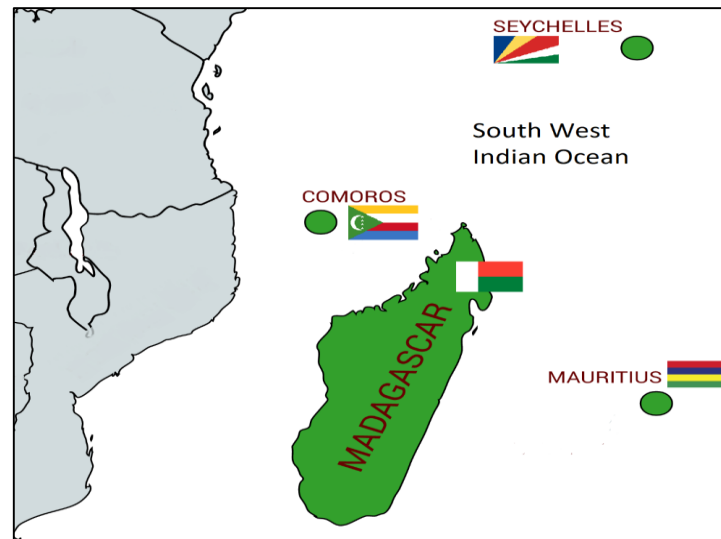 SEYCHELLES
South West
Indian Ocean
COMOROS
MADAGASCAR
MAURITIUS